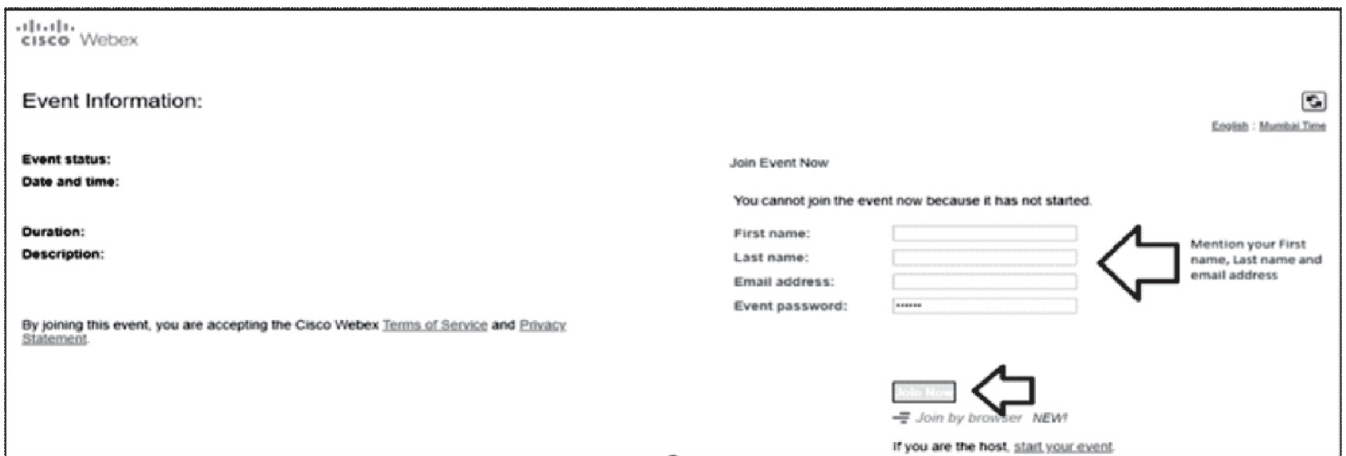 CISCO Webex
Event Information:
English : Mumbai Time
Event status:
Date and time:
Duration:
Description:
By joining this event, you are accepting the Cisco Webex Terms of Service and Privacy
Statement.
Join Event Now
You cannot join the event now because it has not started.
First name:
Last name:
Email address:
Event password:
Mention your First
name, Last name and
email address
Join Now
Join by browser NEW!
If you are the host, start your event.